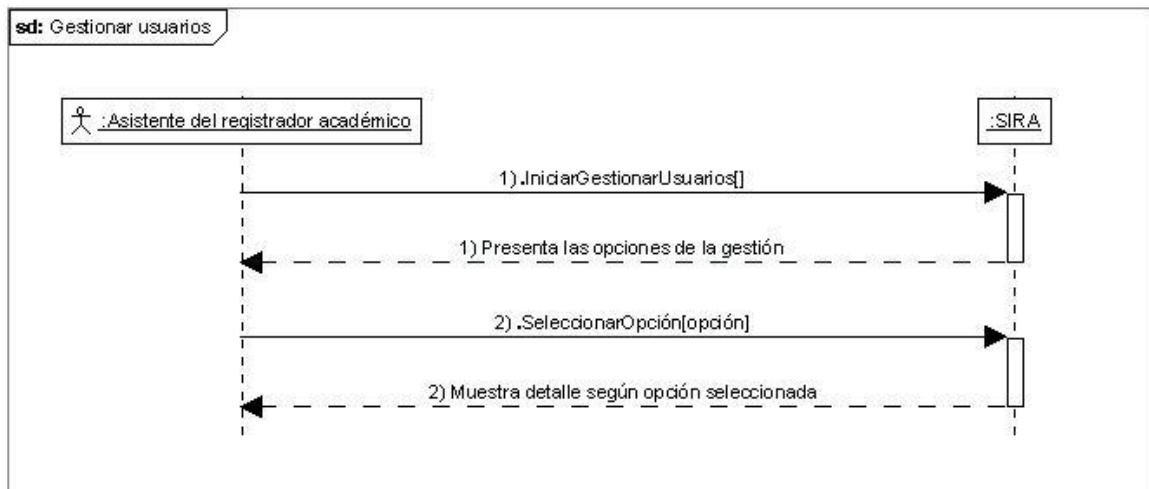 sd: Gestionar usuarios
:Asistente del registrador académico
:SIRA
1) .IniciarGestionarUsuarios[]
1) Presenta las opciones de la gestión
2) .SeleccionarOpción[opción]
2) Muestra detalle según opción seleccionada